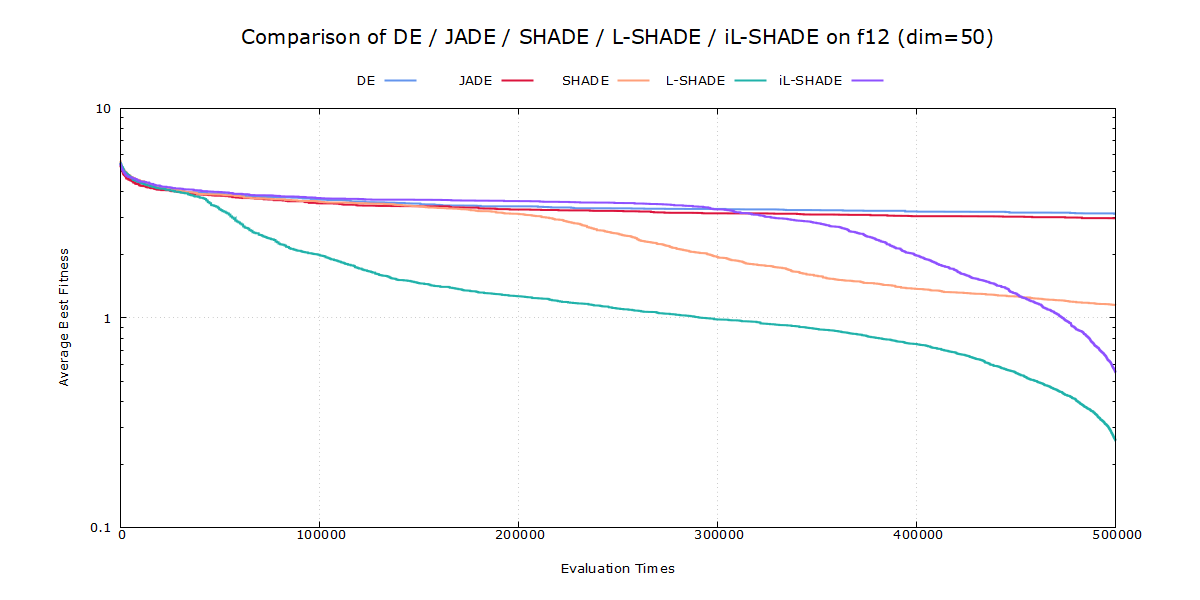 Comparison of DE / JADE / SHADE / L-SHADE / iL-SHADE on f12 (dim=50)
DE JADE SHADE L-SHADE iL-SHADE
10
1
0.1
Average Best Fitness
0 100000 200000 300000 400000 500000
Evaluation Times